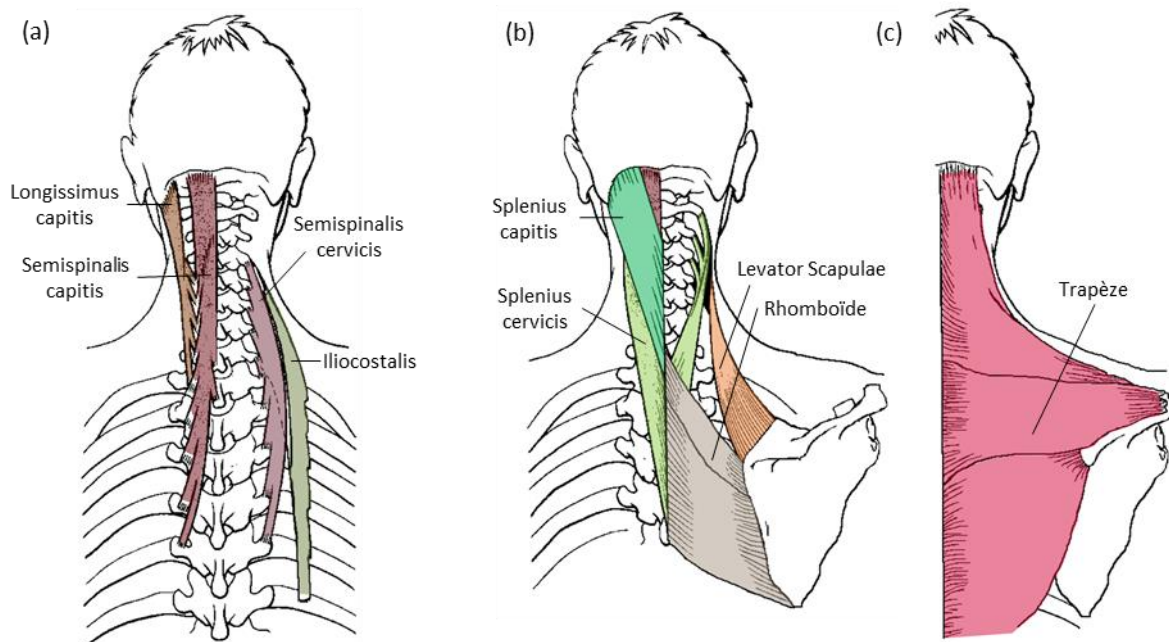 (a)
Longissimus
capitis
Semispinalis
capitis
Semispinalis
cervicis
Iliocostalis
(b)
Splenius
capitis
Splenius
cervicis
Levator Scapulae
Rhomboïde
(c)
Trapèze